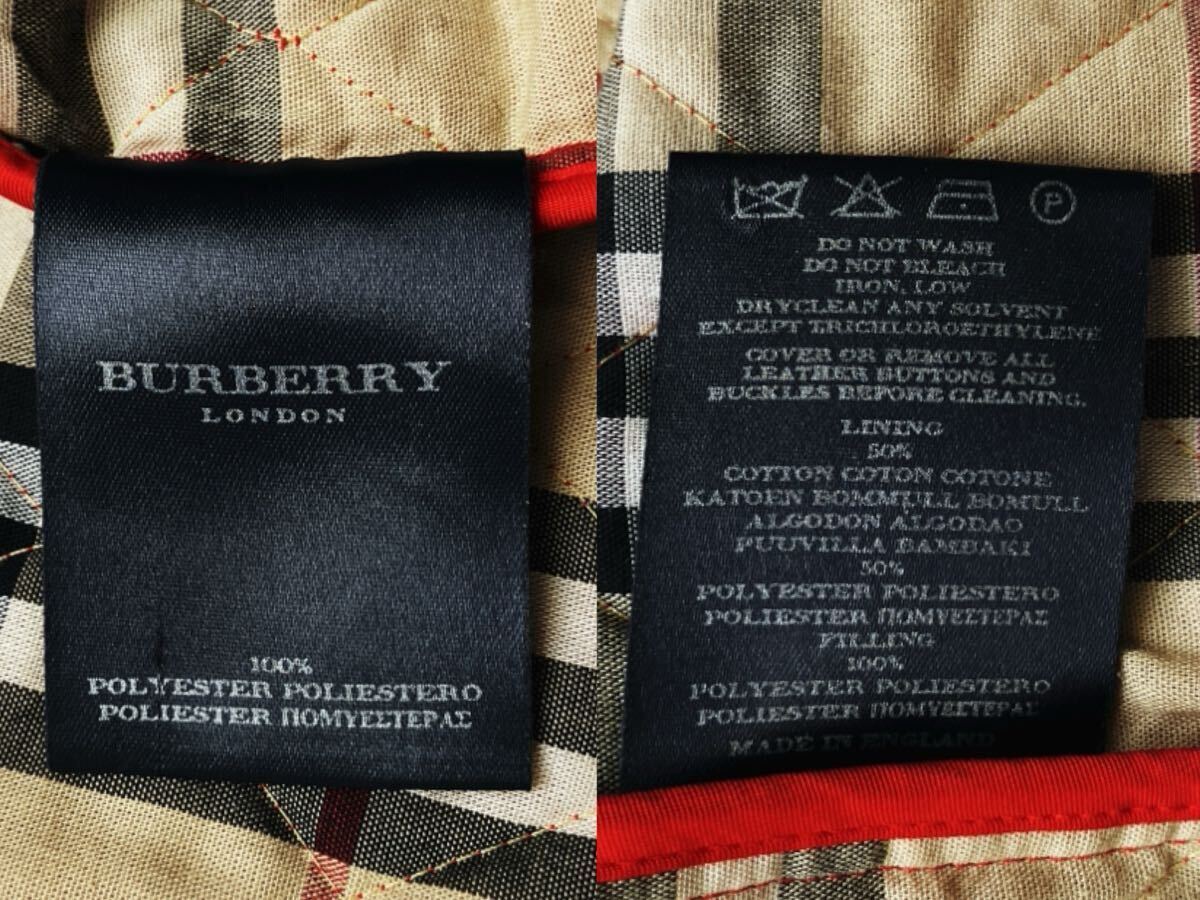 BURBERRY
LONDON
100%
POLYESTER POLIESTERO
POLIESTER ΠΟΜΥΕΣΤΕΡΑΣ
P
DO NOT WASH
DO NOT BLEACH
IRON, LOW
DRYCLEAN ANY SOLVENT
EXCEPT TRICHLOROETHYLENE
COVER OR REMOVE ALL
LEATHER BUTTONS AND
BUCKLES BEFORE CLEANING.
LINING
50%
COTTON COTON COTONE
KATOEN BOMMULL BOMULL
ALGODON ALGODAO
PUUVILLA BAMBAKI
50%
POLYESTER POLIESTERO
POLIESTER ΠΟΜΥΕΣΤΕΡΑΣ
FILLING
100%
POLYESTER POLIESTERO
POLIESTER ΠΟΜΥΕΣΤΕΡΑΣ
MADE IN ENGLAND